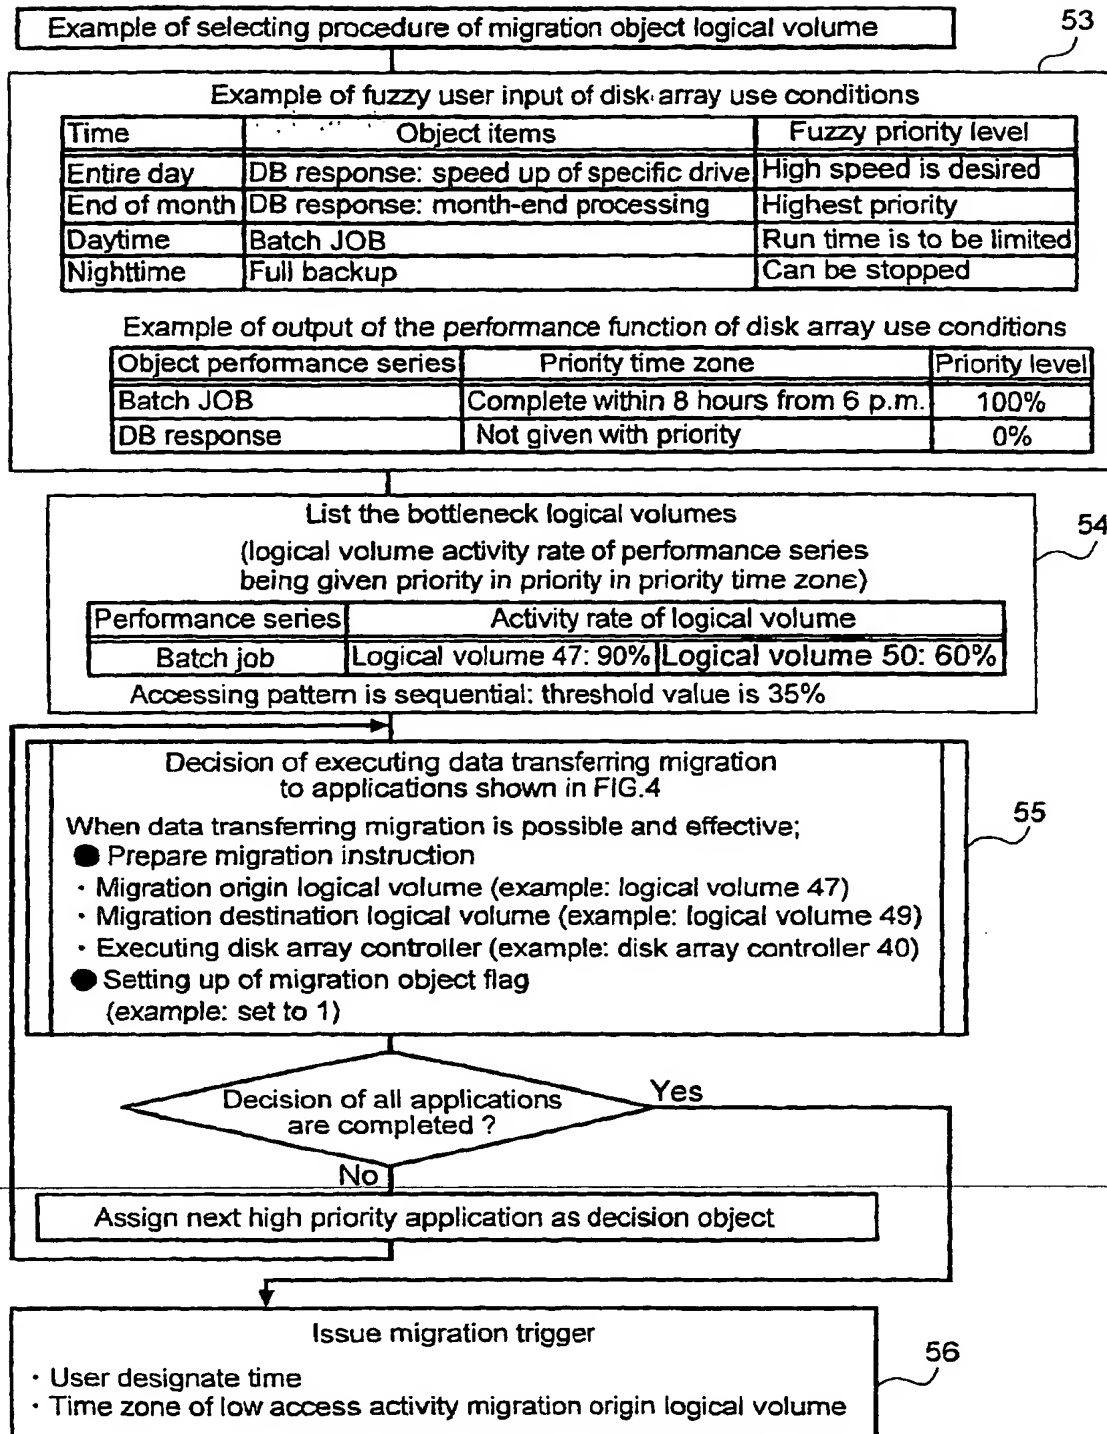 Example of selecting procedure of migration object logical volume
53
Example of fuzzy user input of disk array use conditions
Time Object items Fuzzy priority level
Entire day DB response: speed up of specific drive High speed is desired
End of month DB response: month-end processing Highest priority
Daytime Batch JOB Run time is to be limited
Nighttime Full backup Can be stopped
Example of output of the performance function of disk array use conditions
Object performance series Priority time zone Priority level
Batch JOB Complete within 8 hours from 6 p.m. 100%
DB response Not given with priority 0%
List the bottleneck logical volumes
54
(logical volume activity rate of performance series
being given priority in priority in priority time zone)
Performance series Activity rate of logical volume
Batch job Logical volume 47: 90% Logical volume 50: 60%
Accessing pattern is sequential: threshold value is 35%
Decision of executing data transferring migration
to applications shown in FIG.4
55
When data transferring migration is possible and effective;
● Prepare migration instruction
· Migration origin logical volume (example: logical volume 47)
· Migration destination logical volume (example: logical volume 49)
· Executing disk array controller (example: disk array controller 40)
● Setting up of migration object flag
(example: set to 1)
Decision of all applications
are completed ?
Yes
No
Assign next high priority application as decision object
Issue migration trigger
56
· User designate time
· Time zone of low access activity migration origin logical volume